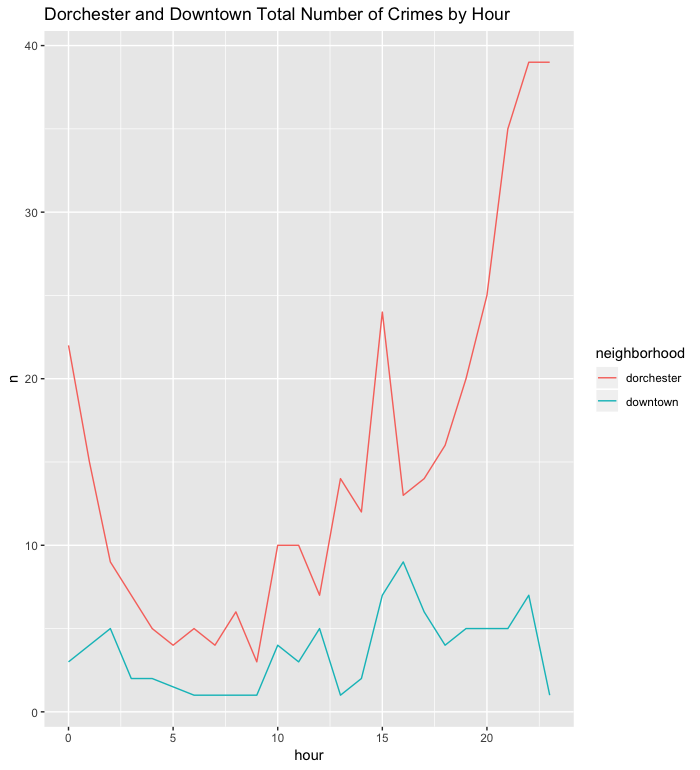 Dorchester and Downtown Total Number of Crimes by Hour
40
30
20
10
0
n
0 5 10 15 20
hour
neighborhood
dorchester
downtown